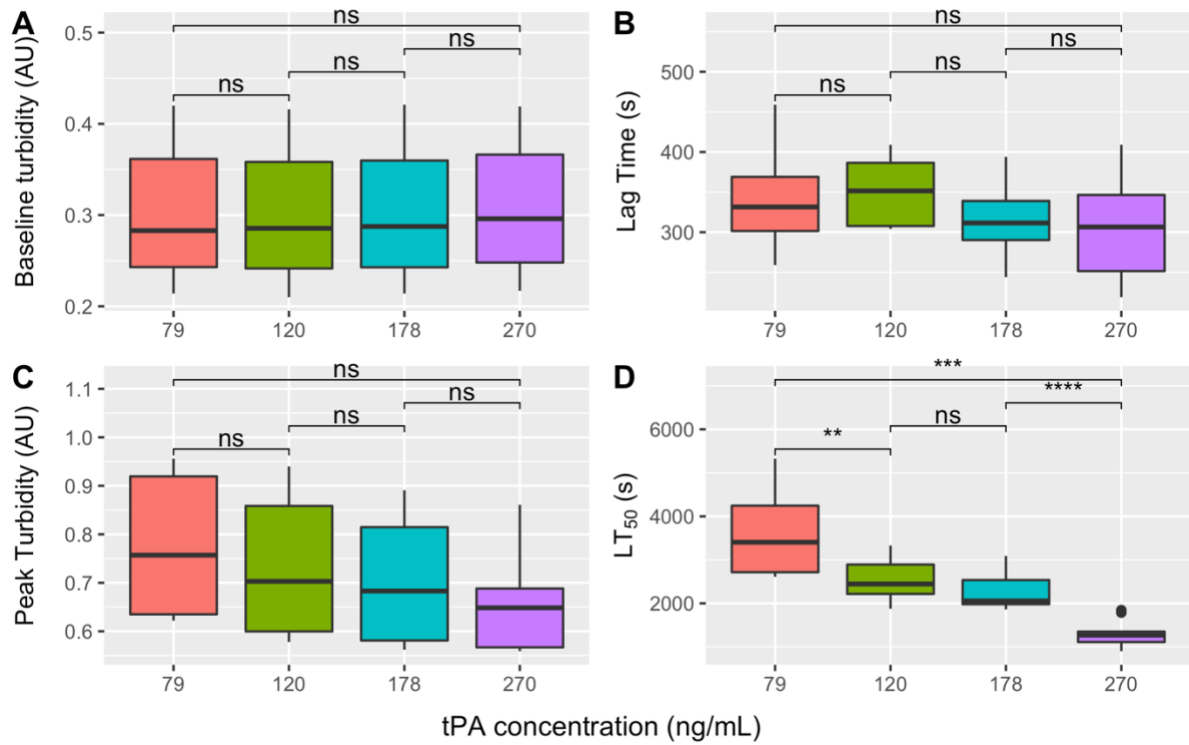 A
Baseline turbidity (AU)
0.5
0.4
0.3
0.2
ns
ns
ns
ns
79 120 178 270
B
Lag Time (s)
500
400
300
ns
ns
ns
ns
79 120 178 270
C
Peak Turbidity (AU)
1.1
1.0
0.9
0.8
0.7
0.6
ns
ns
ns
ns
79 120 178 270
D
LT₅₀ (s)
6000
4000
2000
***
****
ns
**
79 120 178 270
tPA concentration (ng/mL)